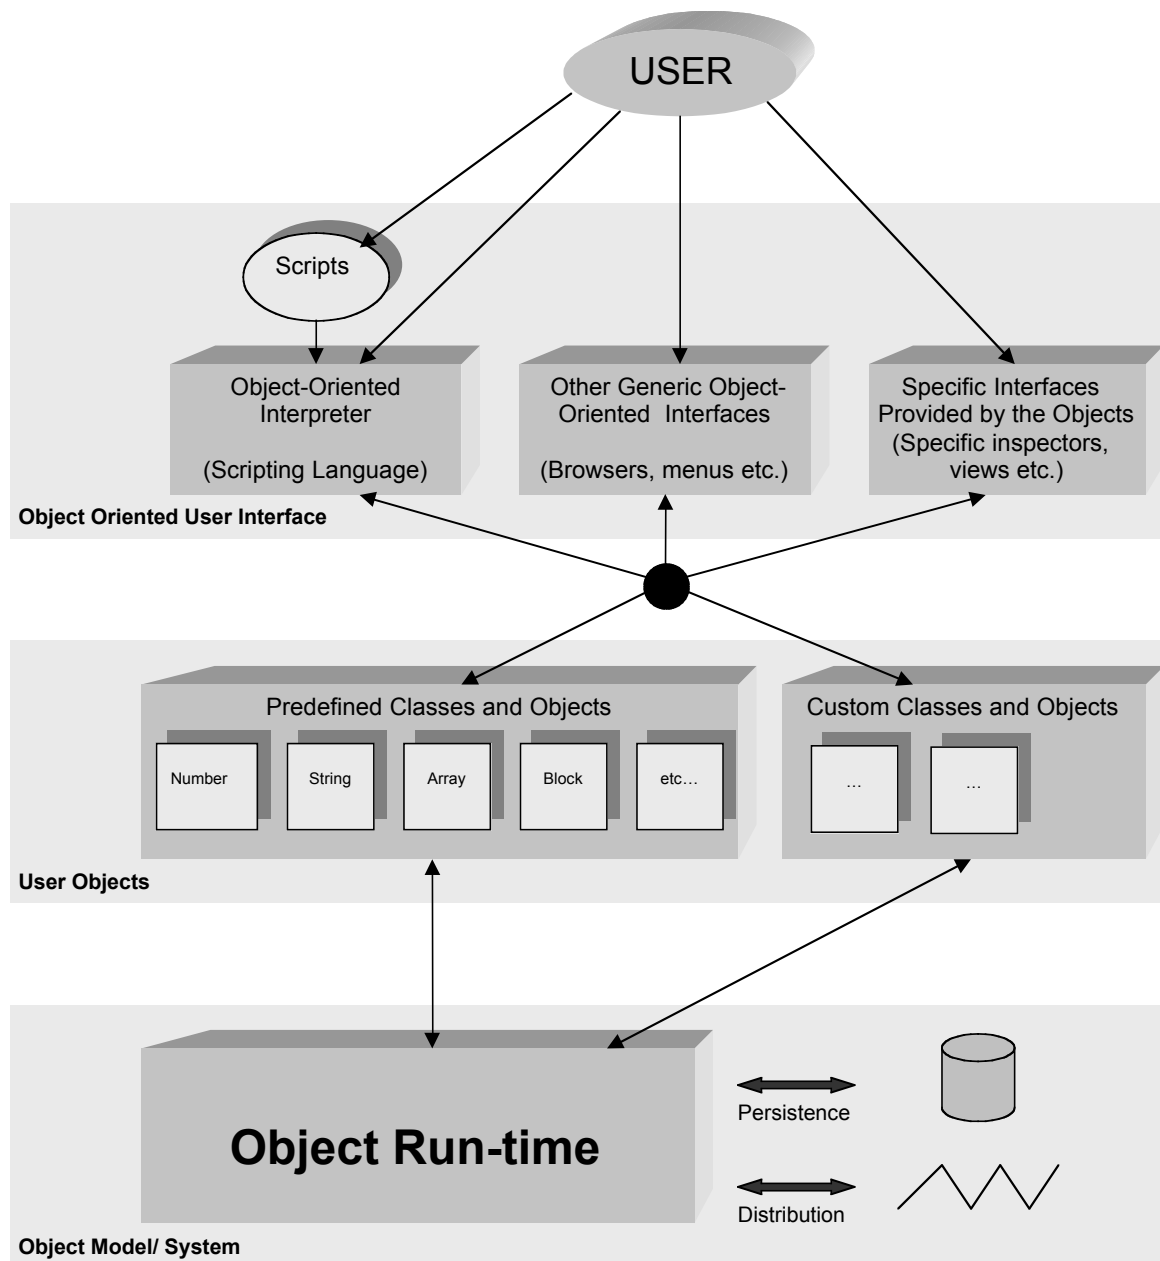 USER
Scripts
Object-Oriented
Interpreter
(Scripting Language)
Other Generic Object-
Oriented Interfaces
(Browsers, menus etc.)
Specific Interfaces
Provided by the Objects
(Specific inspectors,
views etc.)
Object Oriented User Interface
Predefined Classes and Objects
Number
String
Array
Block
etc…
Custom Classes and Objects
…
…
User Objects
Object Run-time
Persistence
Distribution
Object Model/ System